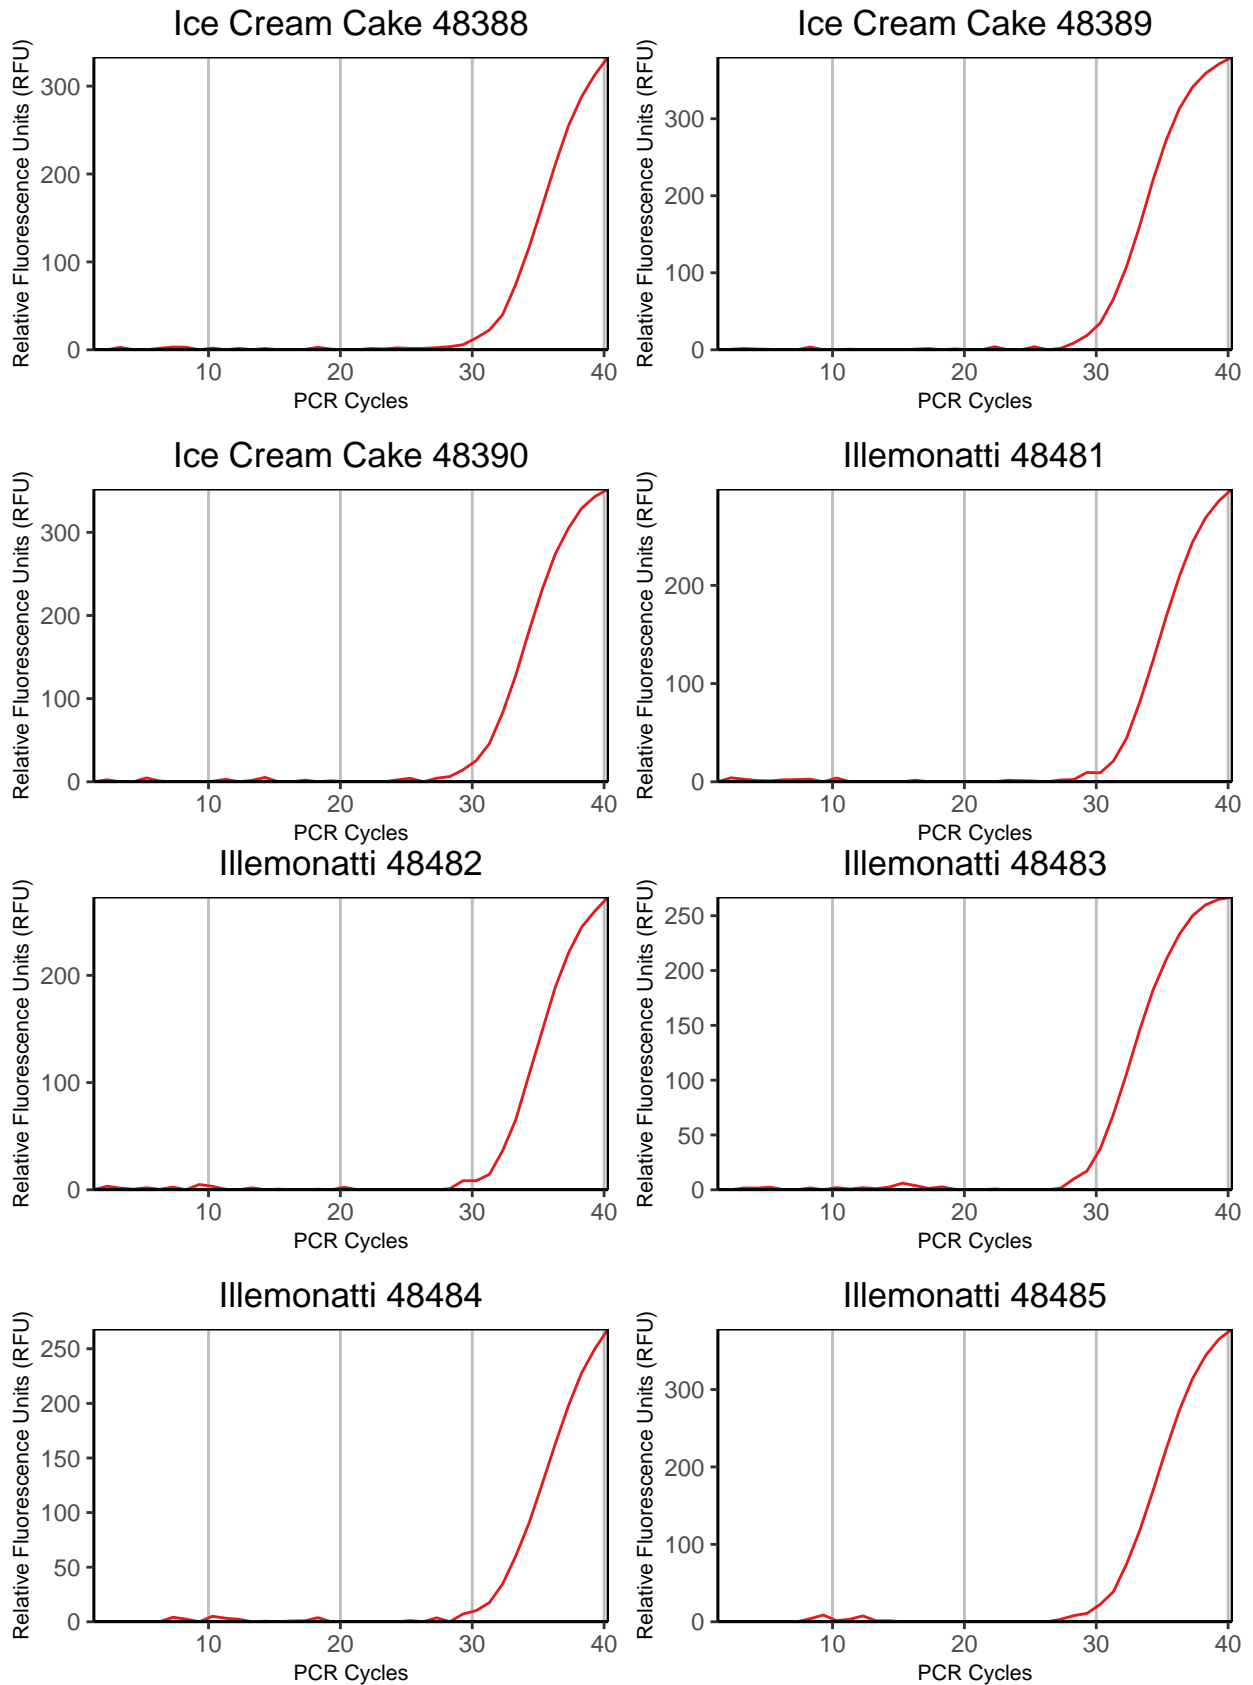 Ice Cream Cake 48388
Relative Fluorescence Units (RFU)
300
200
100
0
10 20 30 40
PCR Cycles
Ice Cream Cake 48389
Relative Fluorescence Units (RFU)
300
200
100
0
10 20 30 40
PCR Cycles
Ice Cream Cake 48390
Relative Fluorescence Units (RFU)
300
200
100
0
10 20 30 40
PCR Cycles
Illemonatti 48481
Relative Fluorescence Units (RFU)
200
100
0
10 20 30 40
PCR Cycles
Illemonatti 48482
Relative Fluorescence Units (RFU)
200
100
0
10 20 30 40
PCR Cycles
Illemonatti 48483
Relative Fluorescence Units (RFU)
250
200
150
100
50
0
10 20 30 40
PCR Cycles
Illemonatti 48484
Relative Fluorescence Units (RFU)
250
200
150
100
50
0
10 20 30 40
PCR Cycles
Illemonatti 48485
Relative Fluorescence Units (RFU)
300
200
100
0
10 20 30 40
PCR Cycles